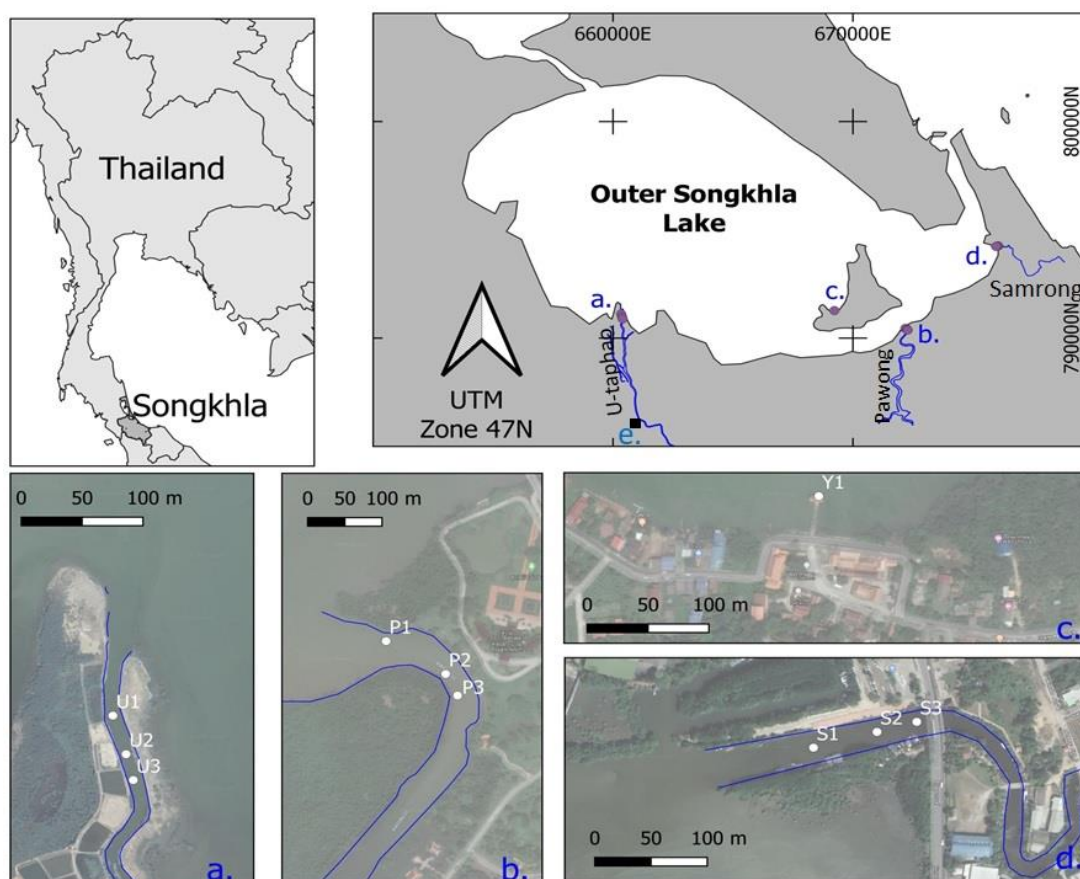 Thailand
Songkhla
660000E
670000E
800000N
790000N
Outer Songkhla
Lake
a.
b.
c.
d.
e.
U-taphao
Pawong
Samrong
UTM
Zone 47N
0 50 100 m
U1
U2
U3
a.
0 50 100 m
P1
P2
P3
b.
Y1
0 50 100 m
c.
S1
S2
S3
0 50 100 m
d.